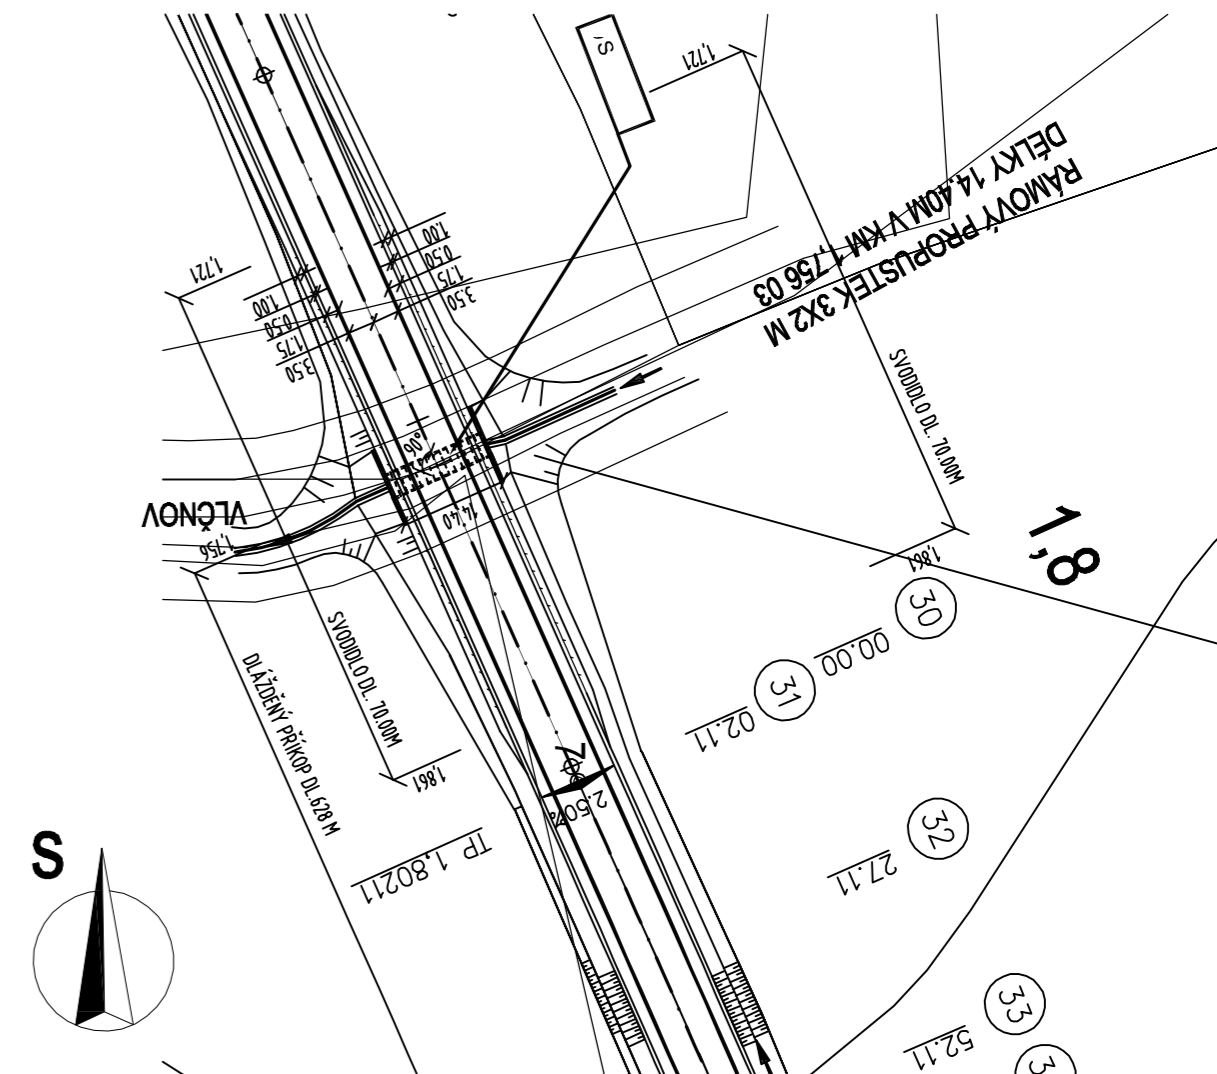 S
1,721
1,721
RÁMOVÝ PROPUSTEK 3X2 M
DÉLKY 14.40M V KM 1,756 03
1.00
0.50
1.75
3.50
1.00
0.50
1.75
3.50
SVODIDLO DL. 70.00M
VLČNOV
1,756
14.40
1,8
1,861
30
00.00
31
02.11
SVODIDLO DL. 70.00M
DLÁŽDĚNÝ PŘÍKOP DL.628 M
1,861
2.50%
TP 1,80211
32
27.11
S
33
52.11